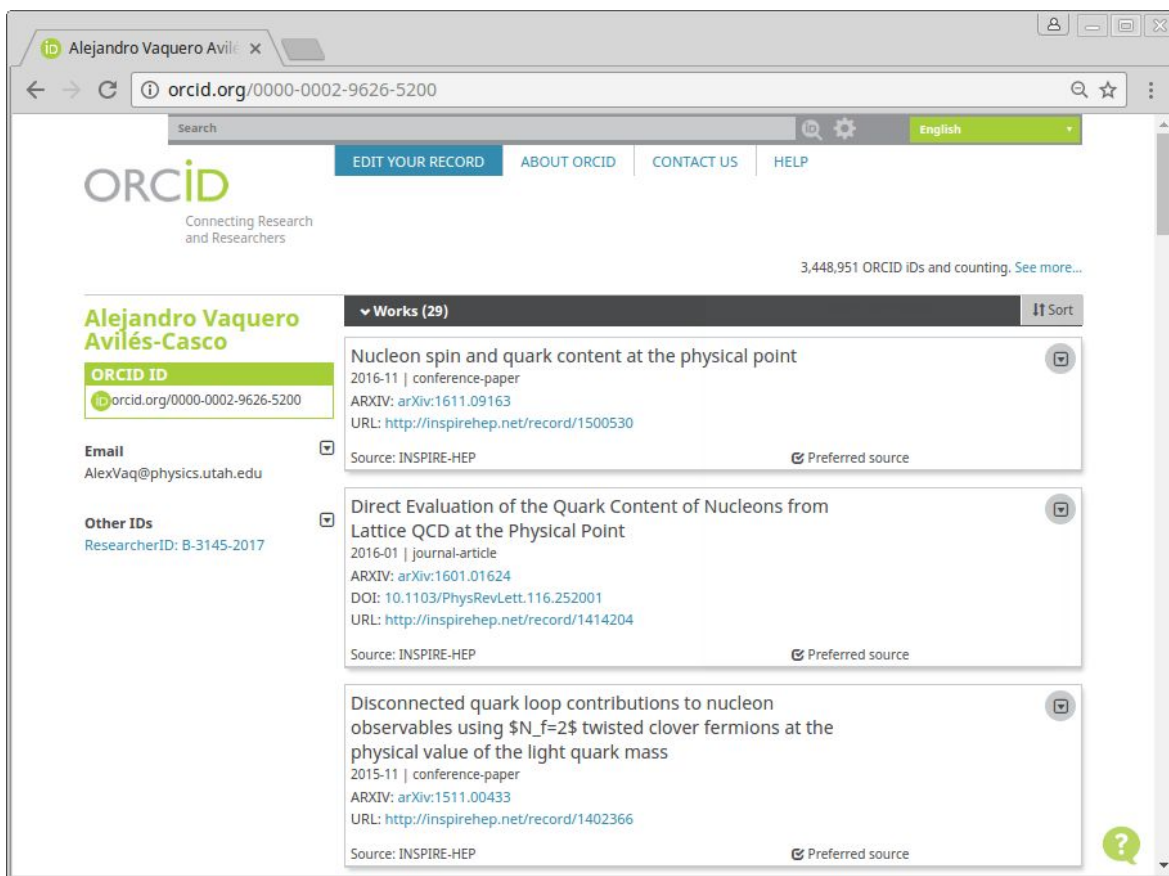 Alejandro Vaquero Avilé
orcid.org/0000-0002-9626-5200
Search
English
EDIT YOUR RECORD
ABOUT ORCID
CONTACT US
HELP
ORCiD
Connecting Research
and Researchers
3,448,951 ORCID iDs and counting. See more...
Alejandro Vaquero
Avilés-Casco
ORCID ID
iD orcid.org/0000-0002-9626-5200
Email
AlexVaq@physics.utah.edu
Other IDs
ResearcherID: B-3145-2017
Works (29)
Sort
Nucleon spin and quark content at the physical point
2016-11 | conference-paper
ARXIV: arXiv:1611.09163
URL: http://inspirehep.net/record/1500530
Source: INSPIRE-HEP
Preferred source
Direct Evaluation of the Quark Content of Nucleons from
Lattice QCD at the Physical Point
2016-01 | journal-article
ARXIV: arXiv:1601.01624
DOI: 10.1103/PhysRevLett.116.252001
URL: http://inspirehep.net/record/1414204
Source: INSPIRE-HEP
Preferred source
Disconnected quark loop contributions to nucleon
observables using $N_f=2$ twisted clover fermions at the
physical value of the light quark mass
2015-11 | conference-paper
ARXIV: arXiv:1511.00433
URL: http://inspirehep.net/record/1402366
Source: INSPIRE-HEP
Preferred source
?